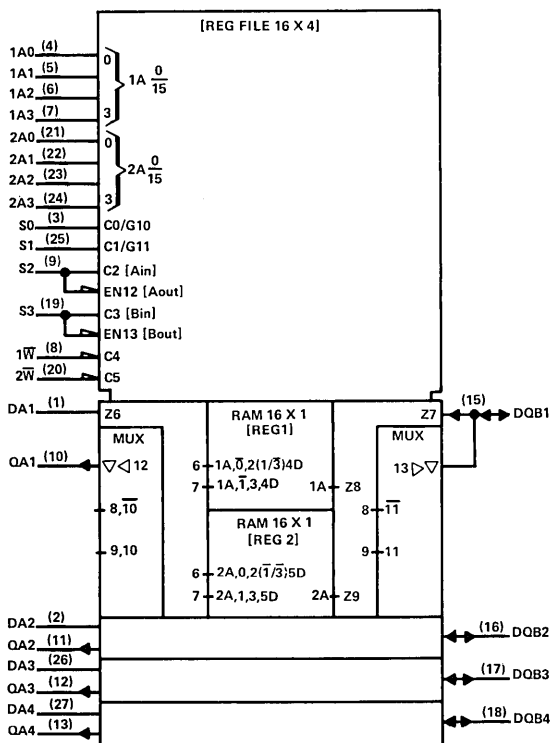 [REG FILE 16 X 4]
1A0 (4) 0
1A1 (5)
1A2 (6)
1A3 (7) 3
1A 0/15
2A0 (21) 0
2A1 (22)
2A2 (23)
2A3 (24) 3
2A 0/15
S0 (3) C0/G10
S1 (25) C1/G11
S2 (9) C2 [Ain]
EN12 [Aout]
S3 (19) C3 [Bin]
EN13 [Bout]
1W̅ (8) C4
2W̅ (20) C5
DA1 (1) Z6
RAM 16 X 1
[REG1]
Z7 (15) DQB1
MUX
MUX
QA1 (10) ▽◁ 12
6 1A,0̅,2(1/3̅)4D
7 1A,1̅,3,4D
1A Z8
13 ▷▽
8,1̅0̅
8 1̅1̅
RAM 16 X 1
[REG 2]
9,10
6 2A,0,2(1̅/3̅)5D
7 2A,1,3,5D
2A Z9
9 11
DA2 (2)
QA2 (11)
(16) DQB2
DA3 (26)
QA3 (12)
(17) DQB3
DA4 (27)
QA4 (13)
(18) DQB4